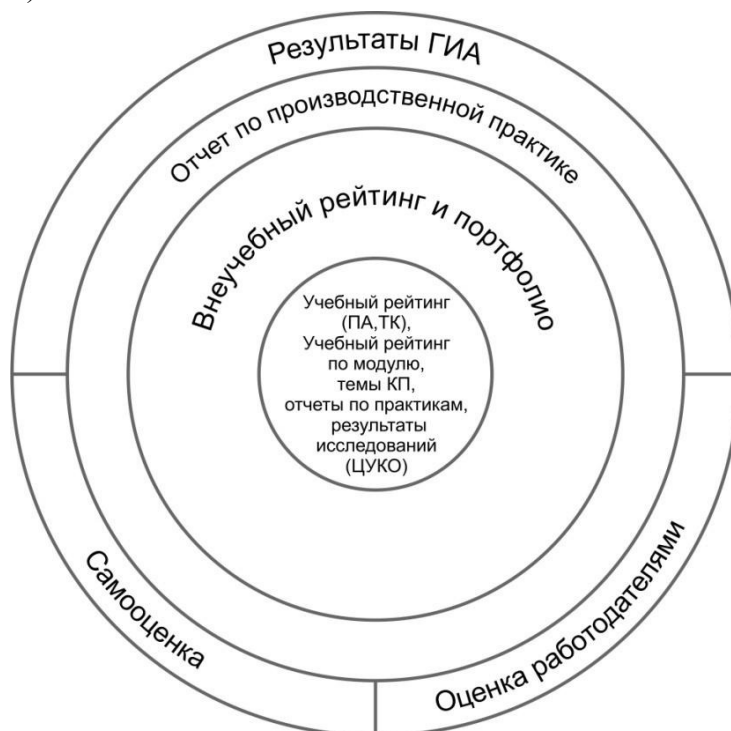 Результаты ГИА
Отчет по производственной практике
Внеучебный рейтинг и портфолио
Учебный рейтинг
(ПА,ТК),
Учебный рейтинг
по модулю,
темы КП,
отчеты по практикам,
результаты
исследований
(ЦУКО)
Самооценка
Оценка работодателями